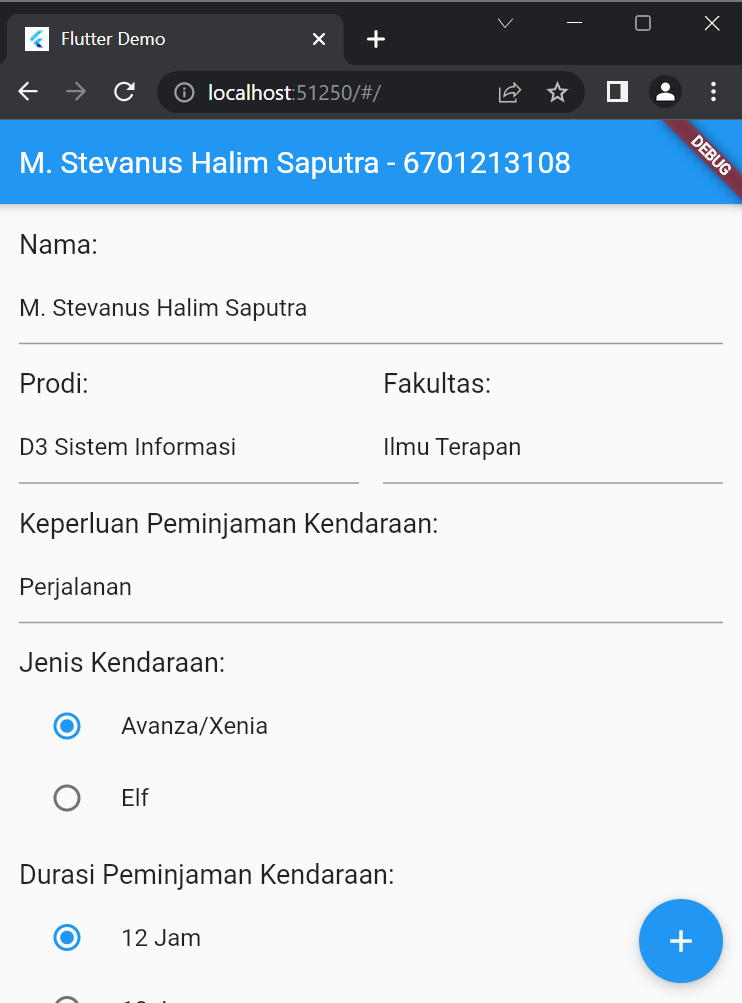 Flutter Demo
localhost:51250/#/
M. Stevanus Halim Saputra - 6701213108
DEBUG
Nama:
M. Stevanus Halim Saputra
Prodi:
Fakultas:
D3 Sistem Informasi
Ilmu Terapan
Keperluan Peminjaman Kendaraan:
Perjalanan
Jenis Kendaraan:
Avanza/Xenia
Elf
Durasi Peminjaman Kendaraan:
12 Jam